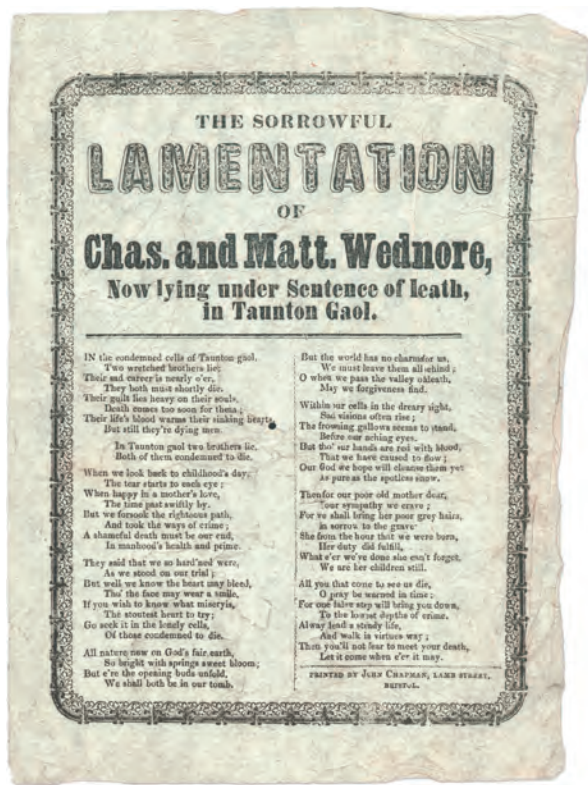 THE SORROWFUL
LAMENTATION
OF
Chas. and Matt. Wednore,
Now lying under Sentence of leath,
in Taunton Gaol.
IN the condemned cells of Taunton gaol.
Two wretched brothers lie:
Their sad career is nearly o'er,
They both must shortly die.
Their guilt lies heavy on their souls,
Death comes too soon for them;
Their life's blood warms their sinking hearts
But still they're dying men.
In Taunton gaol two brothers lie.
Both of them condemned to die.
When we look back to childhood's day,
The tear starts to each eye;
When happy in a mother's love,
The time past swiftly by.
But we forsook the righteous path,
And took the ways of crime;
A shameful death must be our end,
In manhood's health and prime.
They said that we so hard'ned were,
As we stood on our trial;
But well we know the heart may bleed,
Tho' the face may wear a smile,
If you wish to know what miseryis,
The stoutest heart to try;
Go seek it in the lonely cells,
Of those condemned to die.
All nature now on God's fair earth,
So bright with springs sweet bloom;
But e're the opening buds unfold,
We shall both be in our tomb.
But the world has no charmsfor us,
We must leave them all behind;
O when we pass the valley ofdeath,
May we forgiveness find.
Within our cells in the dreary night,
Sad visions often rise;
The frowning gallows seems to stand,
Before our aching eyes.
But tho' our hands are red with blood,
That we have caused to flow;
Our God we hope will cleanse them yet
As pure as the spotless snow.
Thenfor our poor old mother dear,
Your sympathy we crave;
For we shall bring her poor grey hairs,
in sorrow to the grave
She from the hour that we were born,
Her duty did fulfill,
What s'er we've done she can't forget,
We are her children still.
All you that come to see us die,
O pray be warned in time;
For one false step will bring you down,
To the lowest depths of crime.
Alway lead a steady life,
And walk in virtues way;
Then you'll not fear to meet your death,
Let it come when e'er it may.
PRINTED BY JOHN CHAPMAN, LAMB STREET,
BRISTOL.